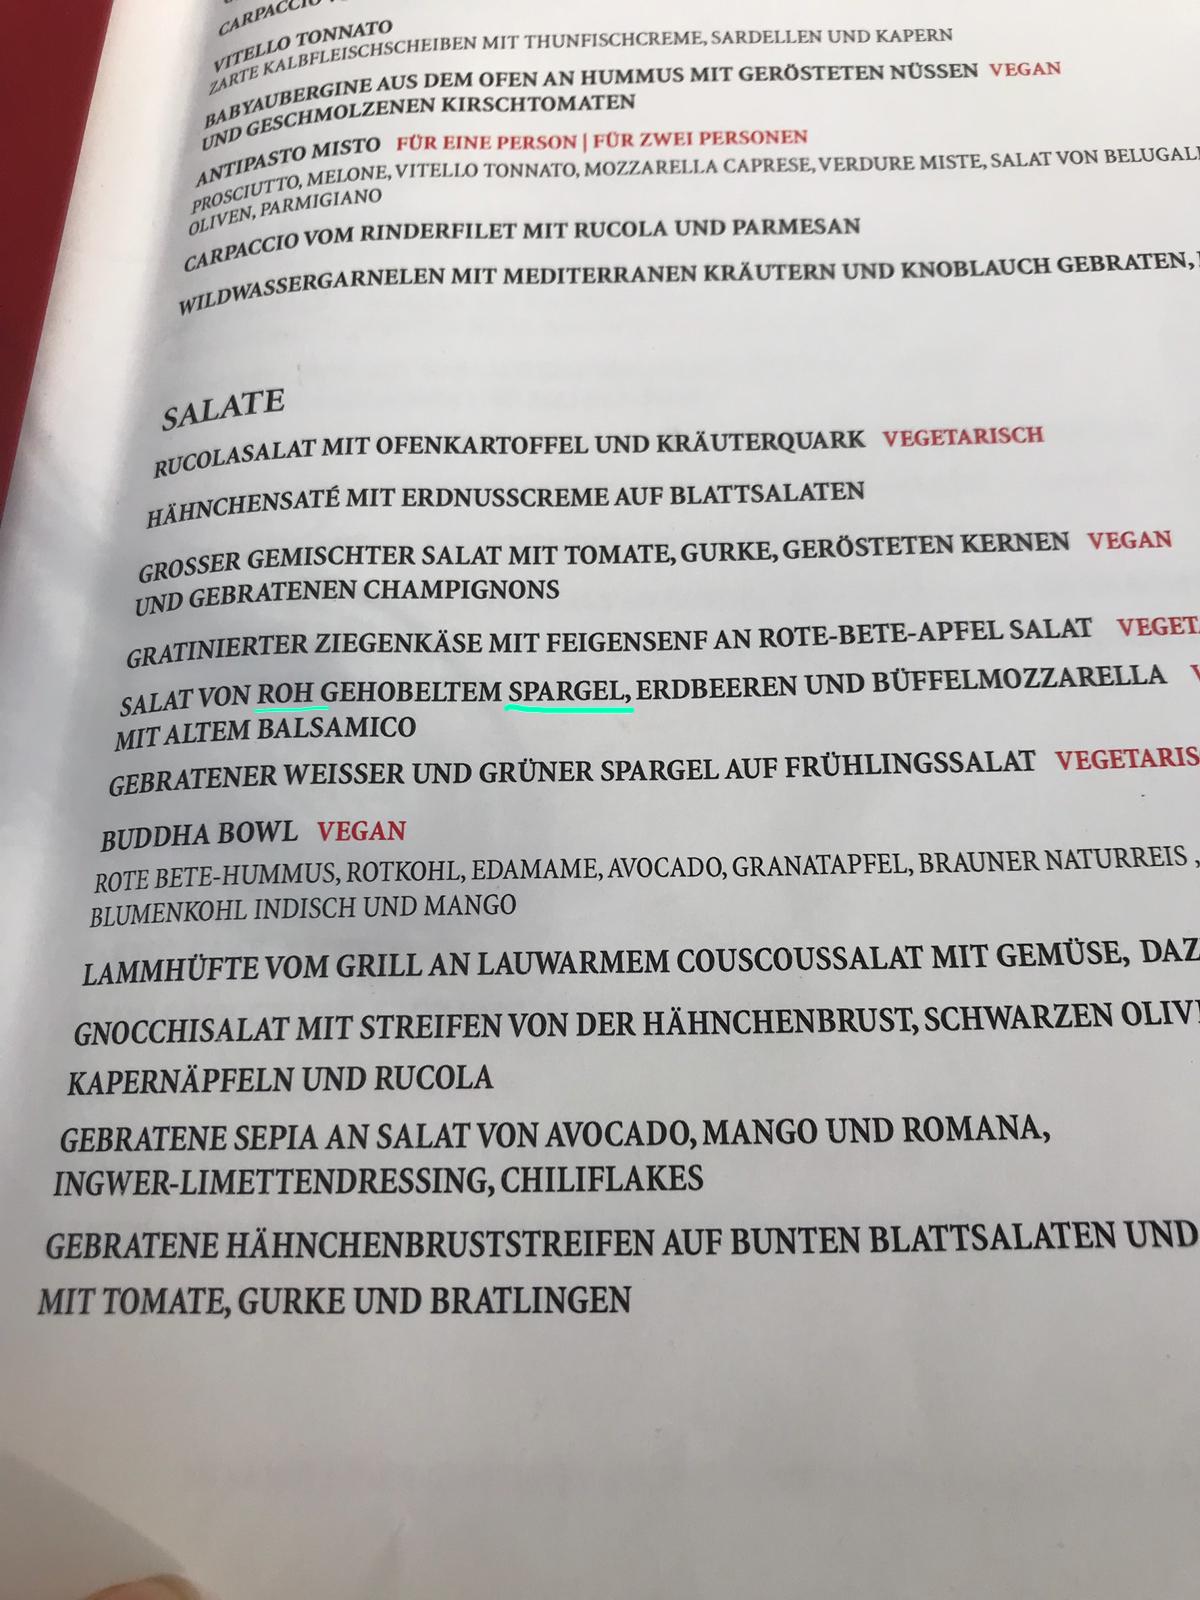 CARPACCIO
VITELLO TONNATO
ZARTE KALBFLEISCHSCHEIBEN MIT THUNFISCHCREME, SARDELLEN UND KAPERN
BABYAUBERGINE AUS DEM OFEN AN HUMMUS MIT GERÖSTETEN NÜSSEN VEGAN
UND GESCHMOLZENEN KIRSCHTOMATEN
ANTIPASTO MISTO FÜR EINE PERSON | FÜR ZWEI PERSONEN
PROSCIUTTO, MELONE, VITELLO TONNATO, MOZZARELLA CAPRESE, VERDURE MISTE, SALAT VON
OLIVEN, PARMIGIANO
CARPACCIO VOM RINDERFILET MIT RUCOLA UND PARMESAN
WILDWASSERGARNELEN MIT MEDITERRANEN KRÄUTERN UND KNOBLAUCH GEBRATEN,
SALATE
RUCOLASALAT MIT OFENKARTOFFEL UND KRÄUTERQUARK VEGETARISCH
HÄHNCHENSATÉ MIT ERDNUSSCREME AUF BLATTSALATEN
GROSSER GEMISCHTER SALAT MIT TOMATE, GURKE, GERÖSTETEN KERNEN VEGAN
UND GEBRATENEN CHAMPIGNONS
GRATINIERTER ZIEGENKÄSE MIT FEIGENSENF AN ROTE-BETE-APFEL SALAT VEGET
SALAT VON ROH GEHOBELTEM SPARGEL, ERDBEEREN UND BÜFFELMOZZARELLA V
MIT ALTEM BALSAMICO
GEBRATENER WEISSER UND GRÜNER SPARGEL AUF FRÜHLINGSSALAT VEGETARIS
BUDDHA BOWL VEGAN
ROTE BETE-HUMMUS, ROTKOHL, EDAMAME, AVOCADO, GRANATAPFEL, BRAUNER NATURREIS ,
BLUMENKOHL INDISCH UND MANGO
LAMMHÜFTE VOM GRILL AN LAUWARMEM COUSCOUSSALAT MIT GEMÜSE, DAZ
GNOCCHISALAT MIT STREIFEN VON DER HÄHNCHENBRUST, SCHWARZEN OLIV
KAPERNÄPFELN UND RUCOLA
GEBRATENE SEPIA AN SALAT VON AVOCADO, MANGO UND ROMANA,
INGWER-LIMETTENDRESSING, CHILIFLAKES
GEBRATENE HÄHNCHENBRUSTSTREIFEN AUF BUNTEN BLATTSALATEN UND
MIT TOMATE, GURKE UND BRATLINGEN